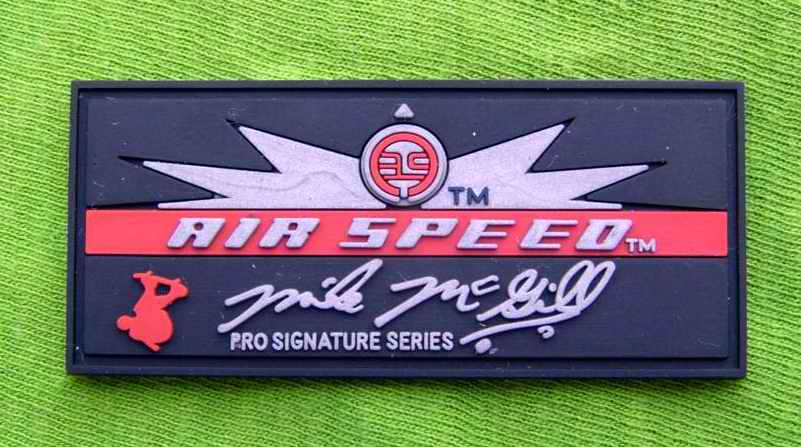 TM
AIR SPEED TM
Mike McGill
PRO SIGNATURE SERIES